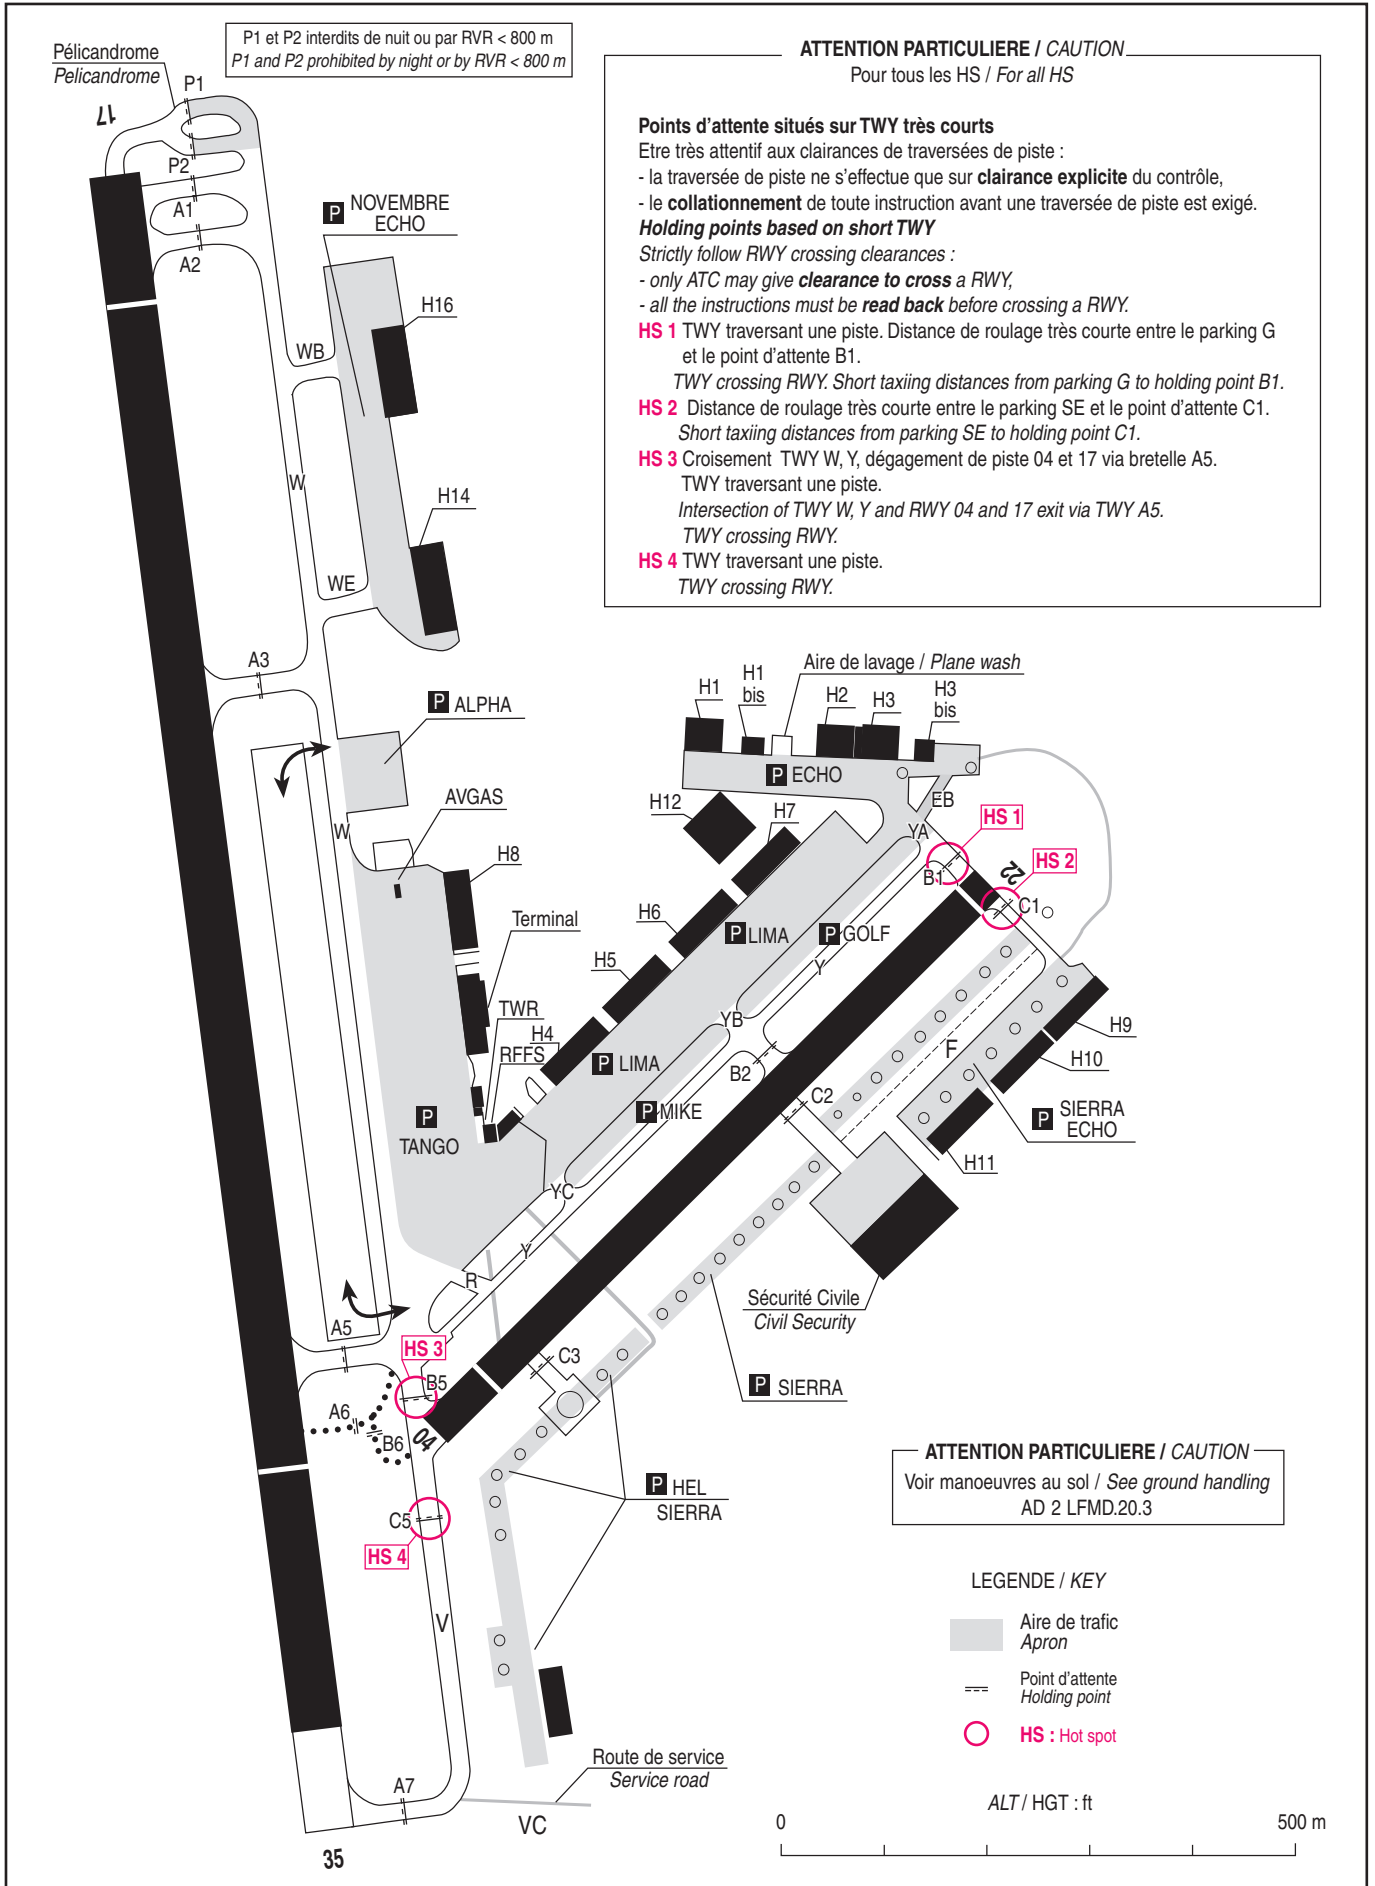 P1 et P2 interdits de nuit ou par RVR < 800 m
P1 and P2 prohibited by night or by RVR < 800 m
Pélicandrome
Pelicandrome
17
P1
P2
A1
A2
ATTENTION PARTICULIERE / CAUTION
Pour tous les HS / For all HS
Points d'attente situés sur TWY très courts
Etre très attentif aux clairances de traversées de piste :
- la traversée de piste ne s'effectue que sur clairance explicite du contrôle,
- le collationnement de toute instruction avant une traversée de piste est exigé.
Holding points based on short TWY
Strictly follow RWY crossing clearances :
- only ATC may give clearance to cross a RWY,
- all the instructions must be read back before crossing a RWY.
HS 1 TWY traversant une piste. Distance de roulage très courte entre le parking G
et le point d'attente B1.
TWY crossing RWY. Short taxiing distances from parking G to holding point B1.
HS 2 Distance de roulage très courte entre le parking SE et le point d'attente C1.
Short taxiing distances from parking SE to holding point C1.
HS 3 Croisement TWY W, Y, dégagement de piste 04 et 17 via bretelle A5.
TWY traversant une piste.
Intersection of TWY W, Y and RWY 04 and 17 exit via TWY A5.
TWY crossing RWY.
HS 4 TWY traversant une piste.
TWY crossing RWY.
P NOVEMBRE
ECHO
H16
WB
W
H14
WE
A3
P ALPHA
AVGAS
W
H8
Terminal
TWR
RFFS
H4
H5
H6
H12
H7
H1
H1
bis
Aire de lavage / Plane wash
H2
H3
H3
bis
P ECHO
EB
YA
HS 1
B1
22
HS 2
C1
P LIMA
P GOLF
Y
YB
B2
P LIMA
P MIKE
C2
F
H9
H10
P SIERRA
ECHO
H11
P
TANGO
YC
Y
R
Sécurité Civile
Civil Security
P SIERRA
A5
HS 3
B5
C3
A6
B6
04
C5
HS 4
P HEL
SIERRA
V
A7
35
Route de service
Service road
VC
ATTENTION PARTICULIERE / CAUTION
Voir manoeuvres au sol / See ground handling
AD 2 LFMD.20.3
LEGENDE / KEY
Aire de trafic
Apron
Point d'attente
Holding point
HS : Hot spot
ALT / HGT : ft
0
500 m